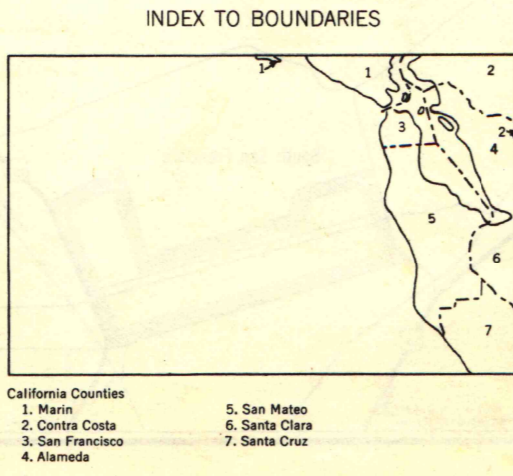 INDEX TO BOUNDARIES
1
1
2
2
3
4
5
6
7
California Counties
1. Marin
2. Contra Costa
3. San Francisco
4. Alameda
5. San Mateo
6. Santa Clara
7. Santa Cruz